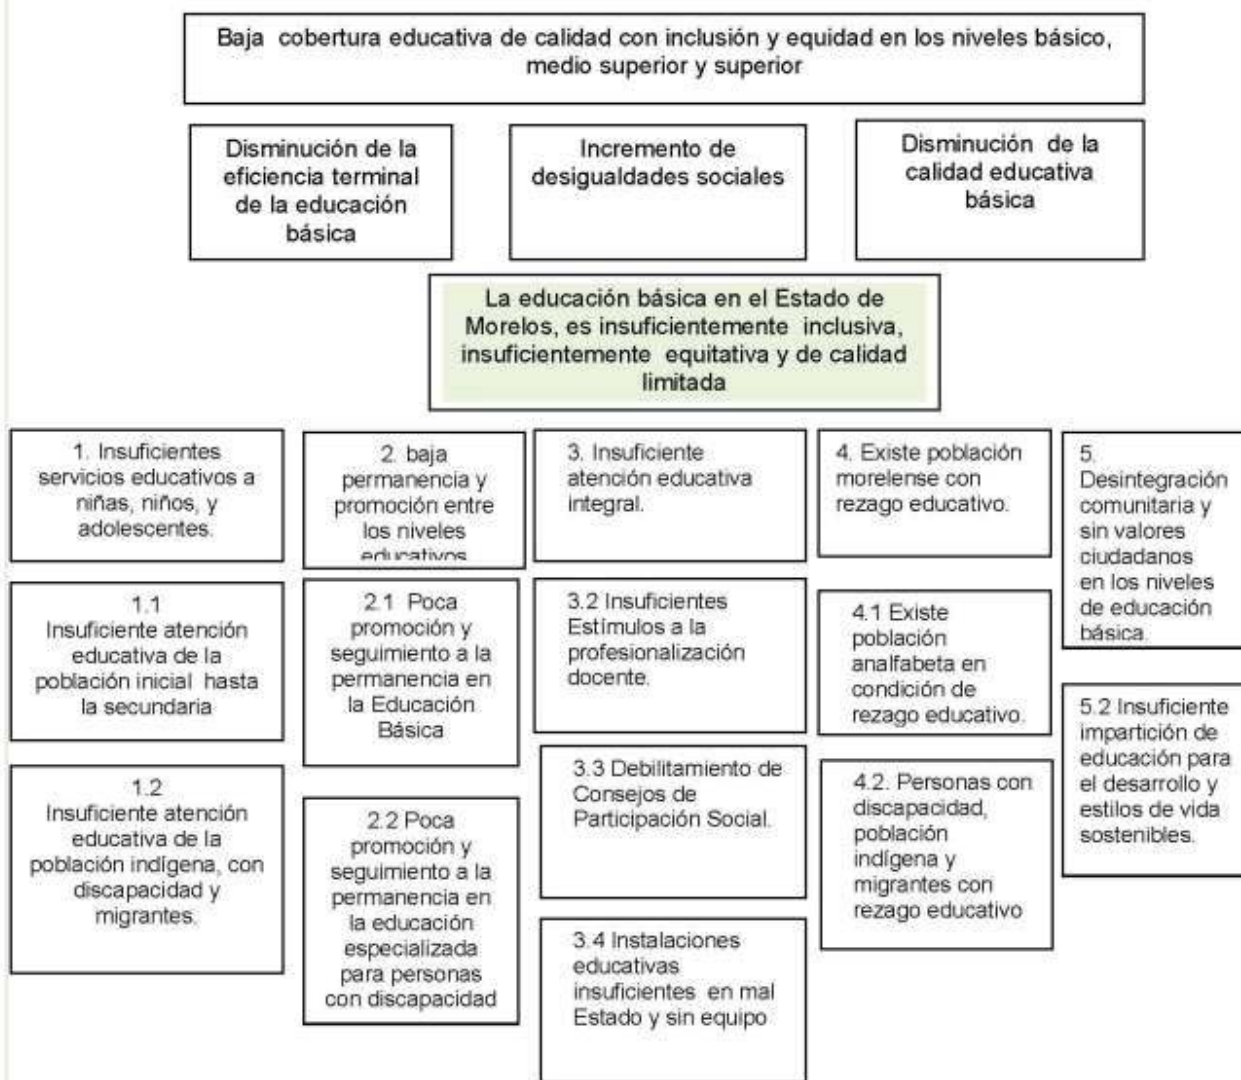 Baja cobertura educativa de calidad con inclusión y equidad en los niveles básico,
medio superior y superior
Disminución de la
eficiencia terminal
de la educación
básica
Incremento de
desigualdades sociales
Disminución de la
calidad educativa
básica
La educación básica en el Estado de
Morelos, es insuficientemente inclusiva,
insuficientemente equitativa y de calidad
limitada
1. Insuficientes
servicios educativos a
niñas, niños, y
adolescentes.
2. baja
permanencia y
promoción entre
los niveles
educativos
3. Insuficiente
atención educativa
integral.
4. Existe población
morelense con
rezago educativo.
5.
Desintegración
comunitaria y
sin valores
ciudadanos
en los niveles
de educación
básica.
1.1
Insuficiente atención
educativa de la
población inicial hasta
la secundaria
2.1 Poca
promoción y
seguimiento a la
permanencia en
la Educación
Básica
3.2 Insuficientes
Estímulos a la
profesionalización
docente.
4.1 Existe
población
analfabeta en
condición de
rezago educativo.
5.2 Insuficiente
impartición de
educación para
el desarrollo y
estilos de vida
sostenibles.
1.2
Insuficiente atención
educativa de la
población indígena, con
discapacidad y
migrantes.
2.2 Poca
promoción y
seguimiento a la
permanencia en
la educación
especializada
para personas
con discapacidad
3.3 Debilitamiento de
Consejos de
Participación Social.
4.2. Personas con
discapacidad,
población
indígena y
migrantes con
rezago educativo
3.4 Instalaciones
educativas
insuficientes en mal
Estado y sin equipo